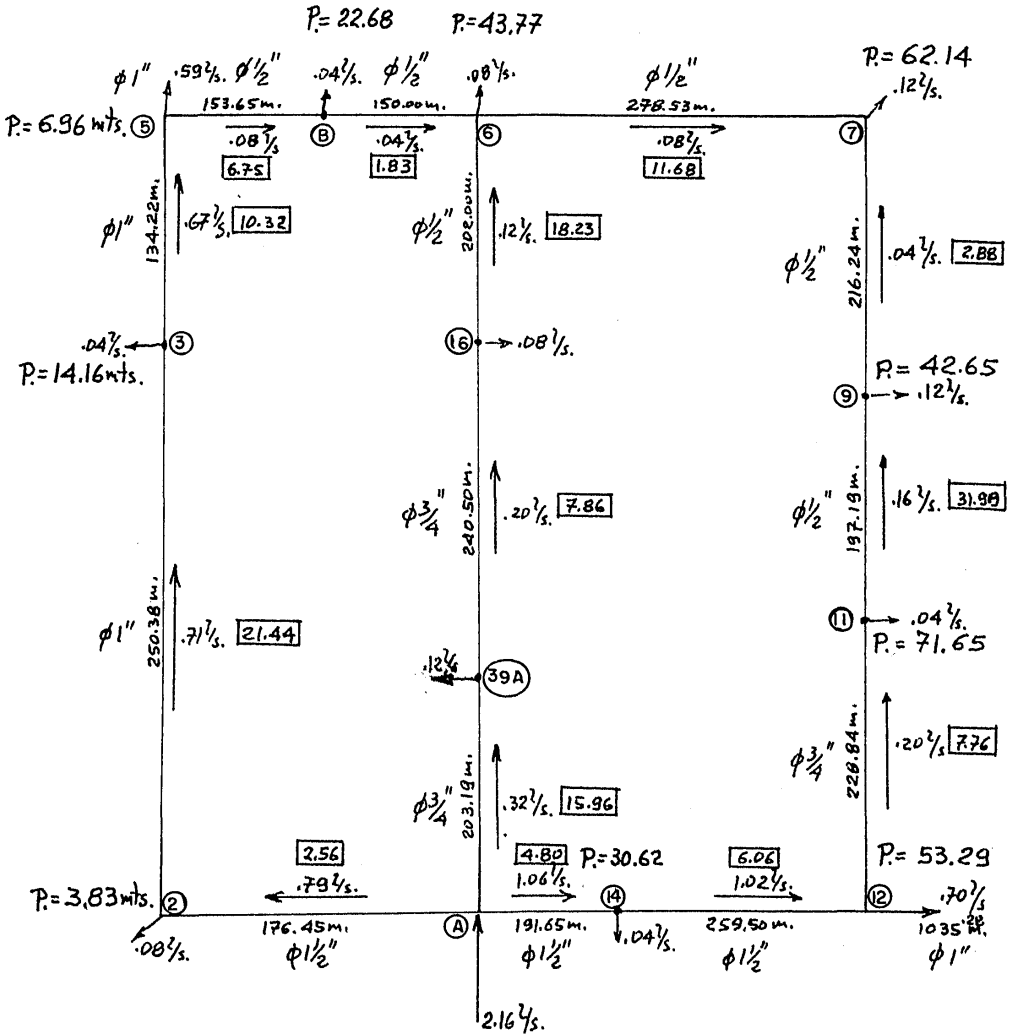 P.= 22.68 P.= 43.77
P.= 62.14
φ1" .59 l/s. φ1/2" .04 l/s. φ1/2" .08 l/s. φ1/2" .12 l/s.
153.65 m. 150.00 m. 278.53 m.
P.= 6.96 mts. 5 8 6 7
.08 l/s .04 l/s. .08 l/s.
6.75 1.83 11.68
φ1" 134.22 m. .67 l/s. 10.32
φ1/2" 202.00 m. .12 l/s. 18.23
φ1/2" 216.24 m. .04 l/s. 2.88
.04 l/s. 3 16 .08 l/s.
P.= 14.16 mts.
P.= 42.65
9 .12 l/s.
φ3/4" 240.50 m. .20 l/s. 7.86
φ1/2" 197.19 m. .16 l/s. 31.98
φ1" 250.38 m. .71 l/s. 21.44
11 .04 l/s.
P.= 71.65
.12 l/s 39A
φ3/4" 228.84 m. .20 l/s 7.76
φ3/4" 203.19 m. .32 l/s. 15.96
2.56 4.80 P.= 30.62 6.06 P.= 53.29
.79 l/s. 1.06 l/s. 1.02 l/s.
P.= 3.83 mts. 2 A 14 12 .70 l/s
.08 l/s. 176.45 m. 191.65 m. .04 l/s. 259.50 m. 1035.20 m.
φ1 1/2" φ1 1/2" φ1 1/2" φ1"
2.16 l/s.